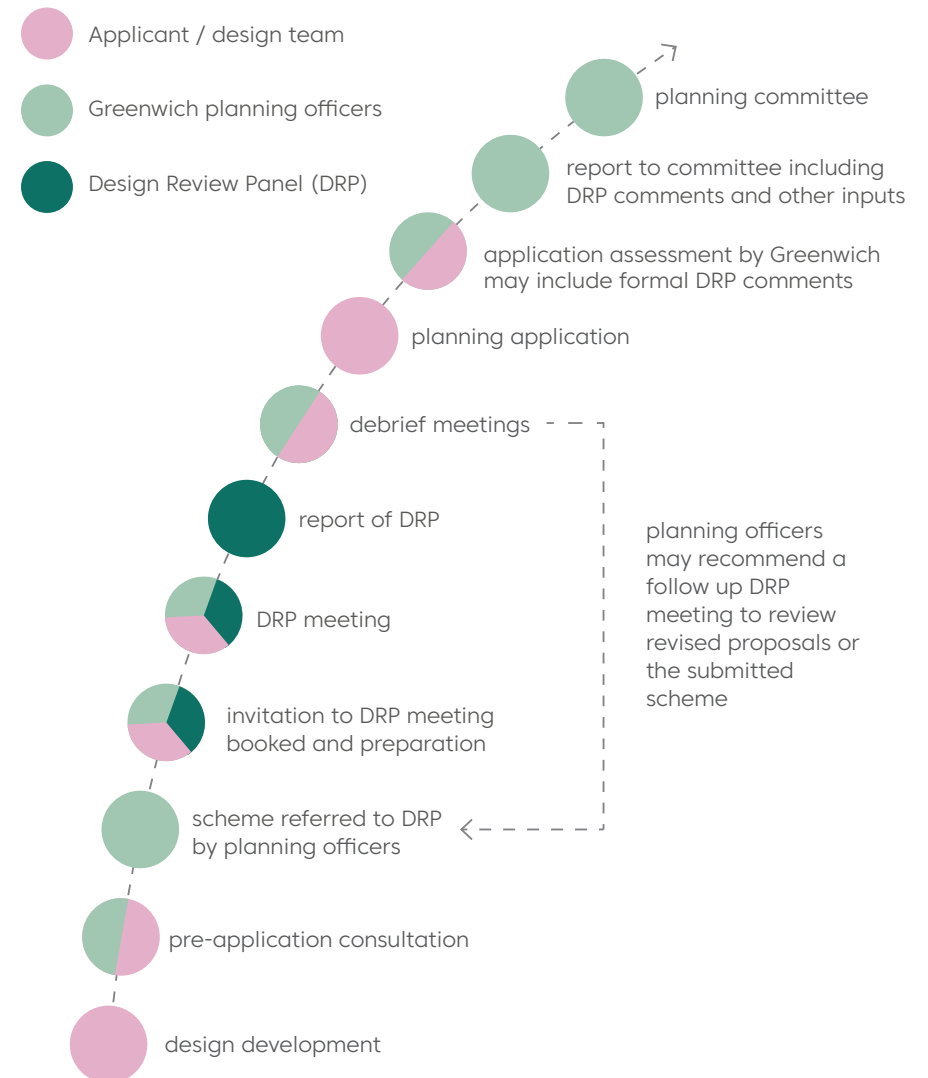 Applicant / design team
Greenwich planning officers
Design Review Panel (DRP)
planning committee
report to committee including
DRP comments and other inputs
application assessment by Greenwich
may include formal DRP comments
planning application
debrief meetings
report of DRP
planning officers
may recommend a
follow up DRP
meeting to review
revised proposals or
the submitted
scheme
DRP meeting
invitation to DRP meeting
booked and preparation
scheme referred to DRP
by planning officers
pre-application consultation
design development